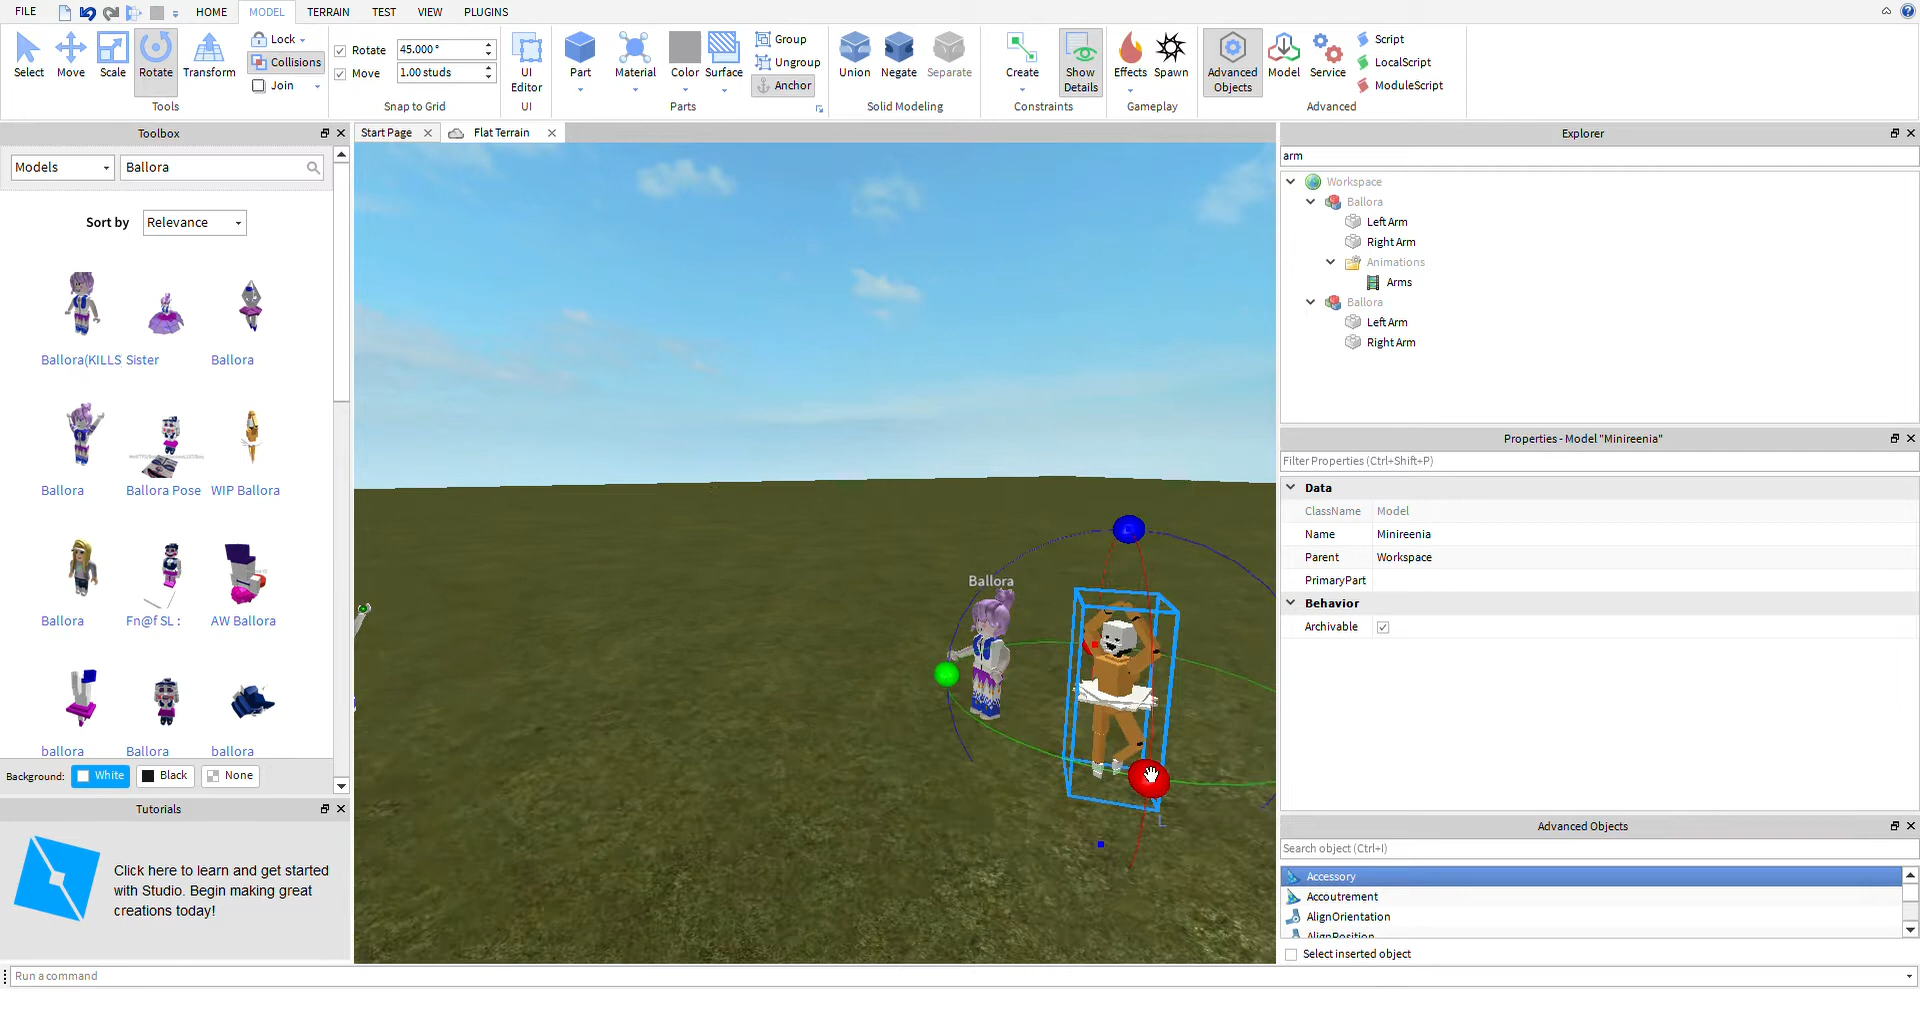 FILE
HOME
MODEL
TERRAIN
TEST
VIEW
PLUGINS
Select
Move
Scale
Rotate
Transform
Lock
Collisions
Join
Tools
Rotate
45.000 °
Move
1.00 studs
Snap to Grid
UI
Editor
UI
Part
Material
Color
Surface
Group
Ungroup
Anchor
Parts
Union
Negate
Separate
Solid Modeling
Create
Show
Details
Constraints
Effects
Spawn
Gameplay
Advanced
Objects
Model
Service
Script
LocalScript
ModuleScript
Advanced
Toolbox
Models
Ballora
Sort by
Relevance
Ballora(KILLS
Sister
Ballora
Ballora
Ballora Pose
WIP Ballora
Ballora
Fn@f SL :
AW Ballora
ballora
Ballora
ballora
Background:
White
Black
None
Tutorials
Click here to learn and get started
with Studio. Begin making great
creations today!
Start Page
Flat Terrain
Ballora
L
Explorer
arm
Workspace
Ballora
Left Arm
Right Arm
Animations
Arms
Ballora
Left Arm
Right Arm
Properties - Model "Minireenia"
Filter Properties (Ctrl+Shift+P)
Data
ClassName
Model
Name
Minireenia
Parent
Workspace
PrimaryPart
Behavior
Archivable
Advanced Objects
Search object (Ctrl+I)
Accessory
Accoutrement
AlignOrientation
AlignPosition
Select inserted object
Run a command